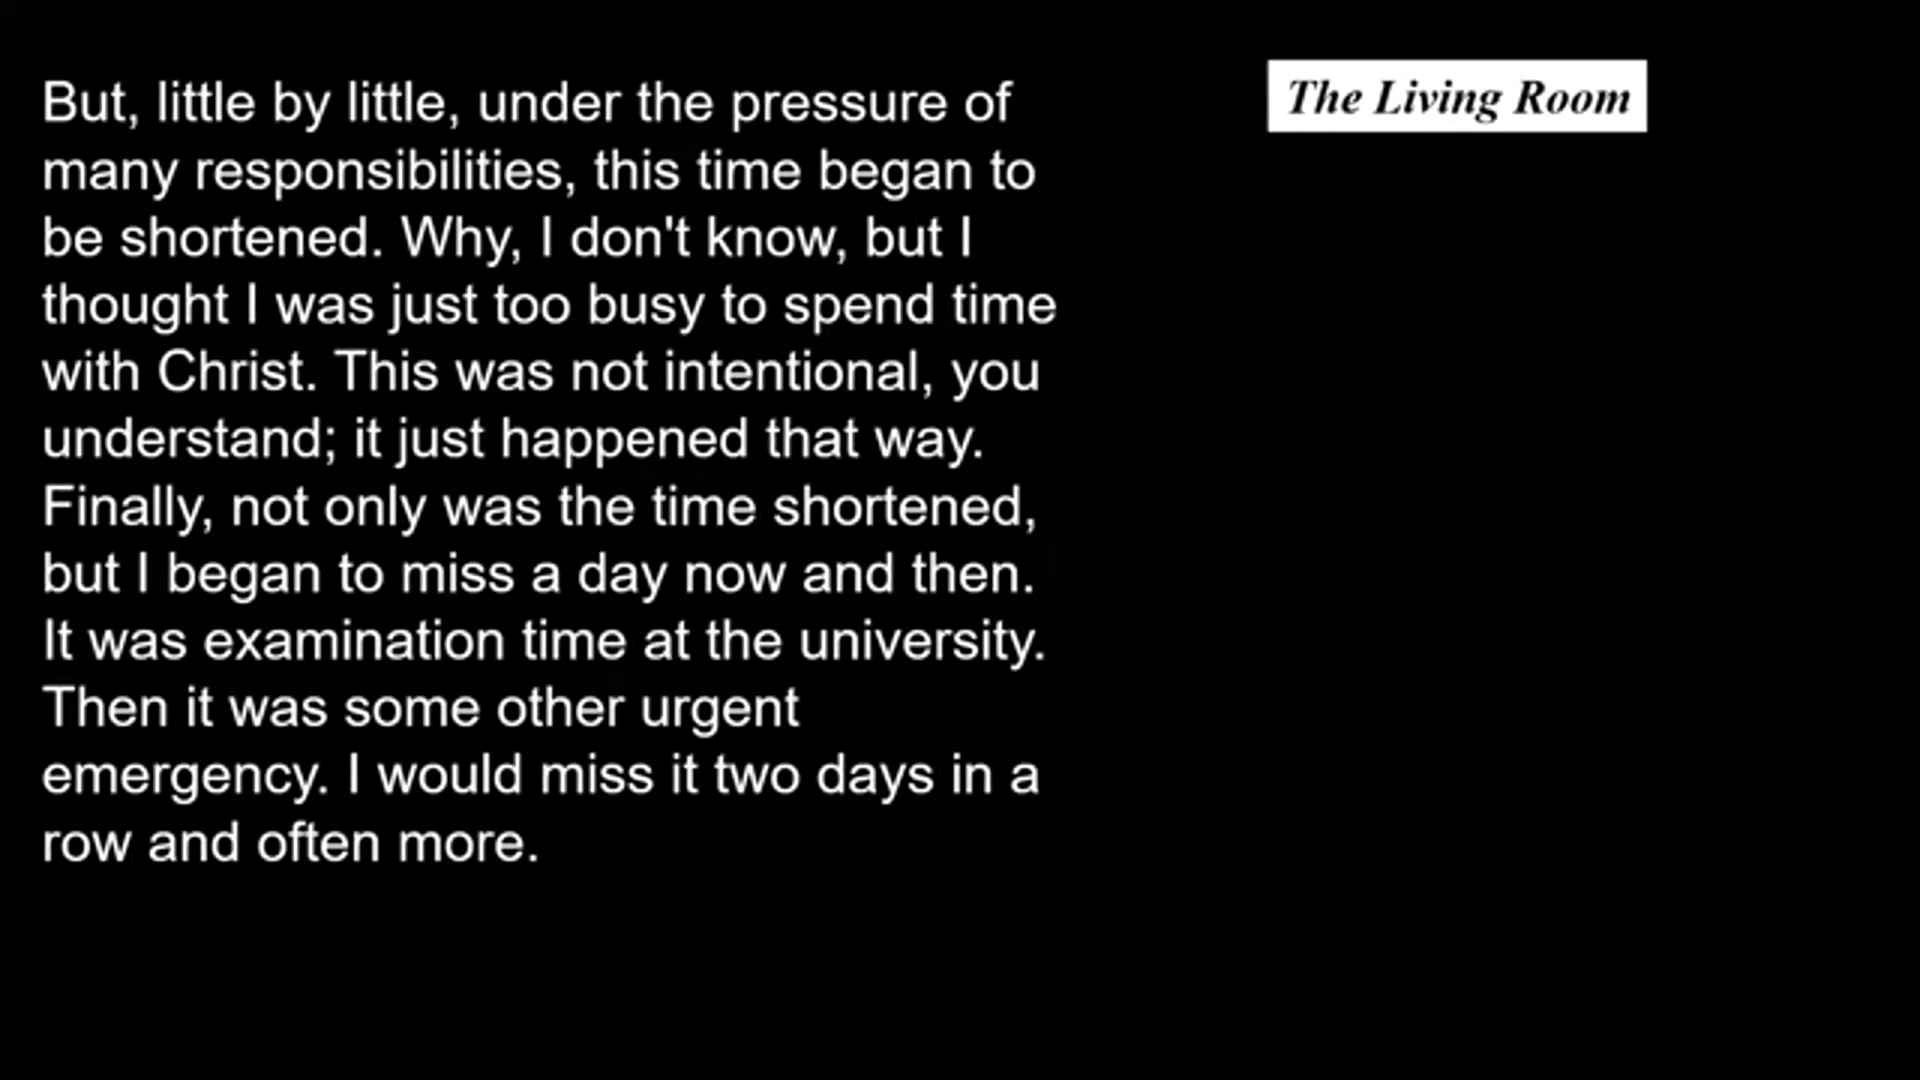 But, little by little, under the pressure of
many responsibilities, this time began to
be shortened. Why, I don't know, but I
thought I was just too busy to spend time
with Christ. This was not intentional, you
understand; it just happened that way.
Finally, not only was the time shortened,
but I began to miss a day now and then.
It was examination time at the university.
Then it was some other urgent
emergency. I would miss it two days in a
row and often more.
The Living Room